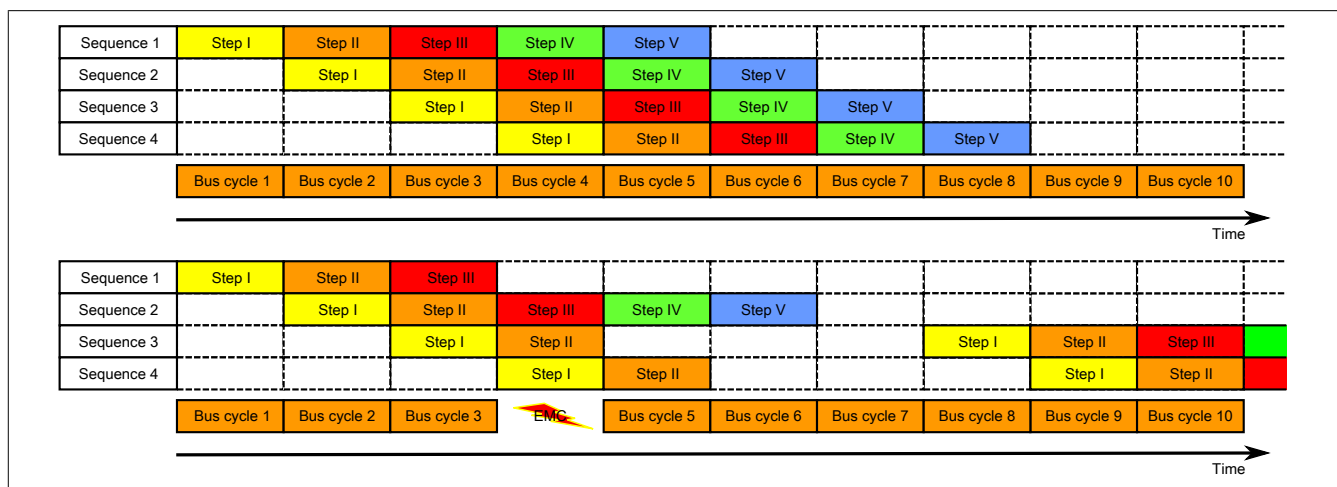 Sequence 1 Step I Step II Step III Step IV Step V
Sequence 2 Step I Step II Step III Step IV Step V
Sequence 3 Step I Step II Step III Step IV Step V
Sequence 4 Step I Step II Step III Step IV Step V
Bus cycle 1 Bus cycle 2 Bus cycle 3 Bus cycle 4 Bus cycle 5 Bus cycle 6 Bus cycle 7 Bus cycle 8 Bus cycle 9 Bus cycle 10
Time
Sequence 1 Step I Step II Step III
Sequence 2 Step I Step II Step III Step IV Step V
Sequence 3 Step I Step II Step I Step II Step III
Sequence 4 Step I Step II Step I Step II
Bus cycle 1 Bus cycle 2 Bus cycle 3 EMC Bus cycle 5 Bus cycle 6 Bus cycle 7 Bus cycle 8 Bus cycle 9 Bus cycle 10
Time